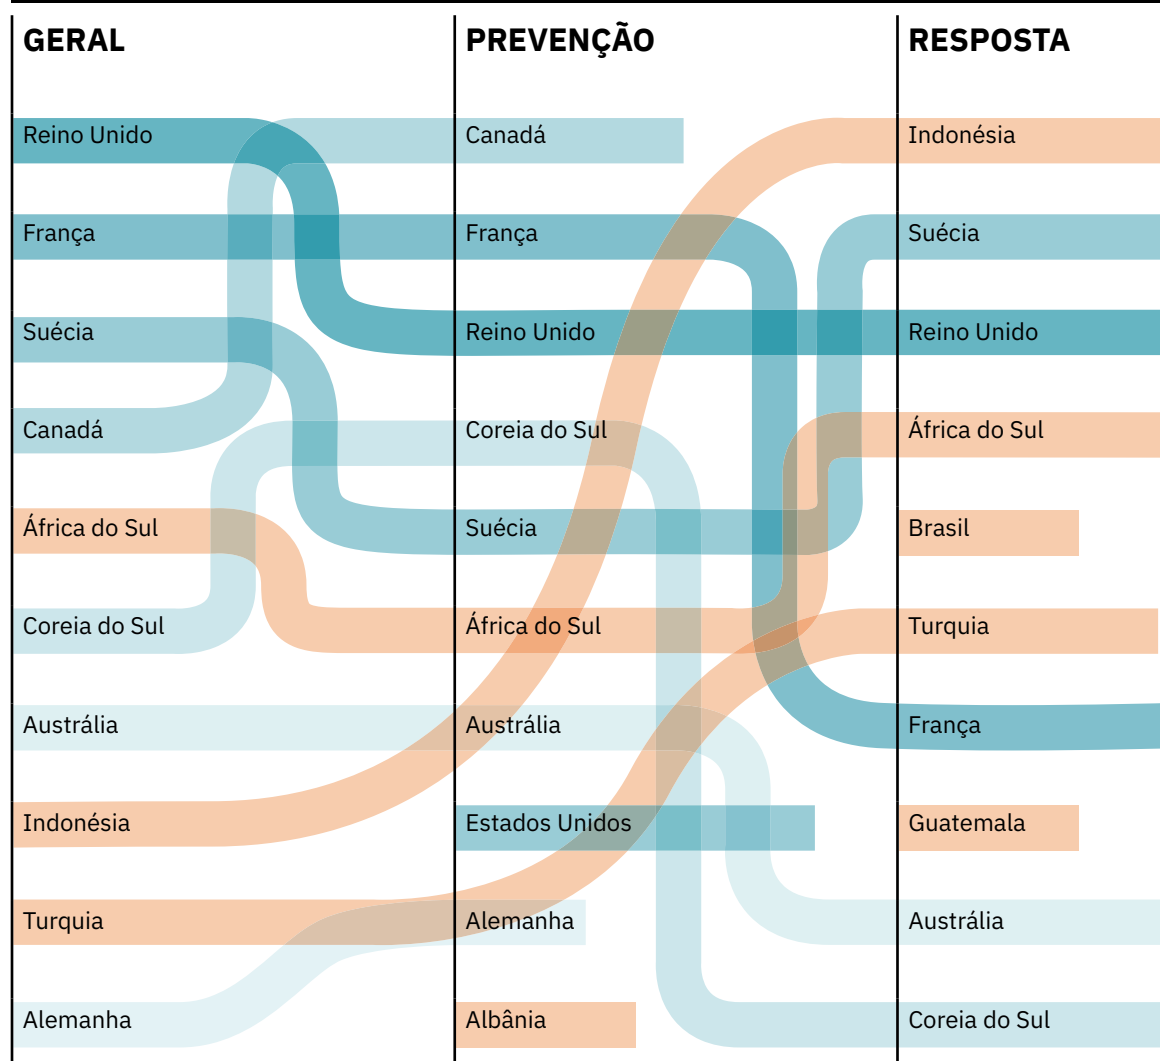 GERAL
Reino Unido
França
Suécia
Canadá
África do Sul
Coreia do Sul
Austrália
Indonésia
Turquia
Alemanha
PREVENÇÃO
Canadá
França
Reino Unido
Coreia do Sul
Suécia
África do Sul
Austrália
Estados Unidos
Alemanha
Albânia
RESPOSTA
Indonésia
Suécia
Reino Unido
África do Sul
Brasil
Turquia
França
Guatemala
Austrália
Coreia do Sul